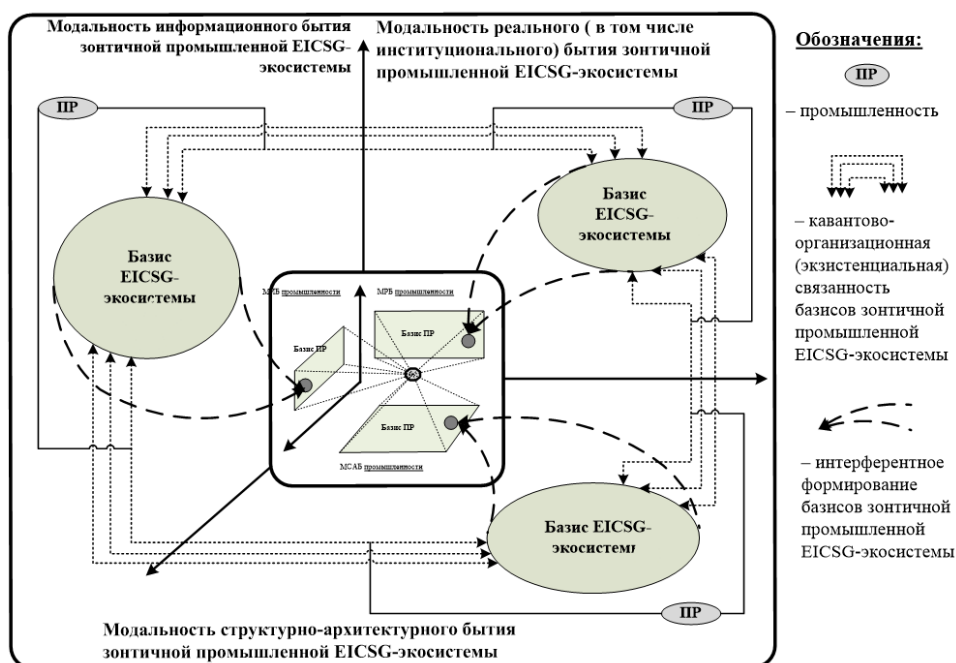 Модальность информационного бытия
зонтичной промышленной EICSG-
экосистемы
Модальность реального ( в том числе
институционального) бытия зонтичной
промышленной EICSG-экосистемы
ПР
ПР
Базис
EICSG-
экосистемы
Базис
EICSG-
экосистемы
МИБ промышленности
МРБ промышленности
Базис ПР
Базис ПР
Базис ПР
МСАБ промышленности
Базис EICSG-
экосистемы
ПР
Модальность структурно-архитектурного бытия
зонтичной промышленной EICSG-экосистемы
Обозначения:
ПР
– промышленность
– кавантово-
организационная
(экзистенциальная)
связанность
базисов зонтичной
промышленной
EICSG-экосистемы
– интерферентное
формирование
базисов зонтичной
промышленной
EICSG-экосистемы